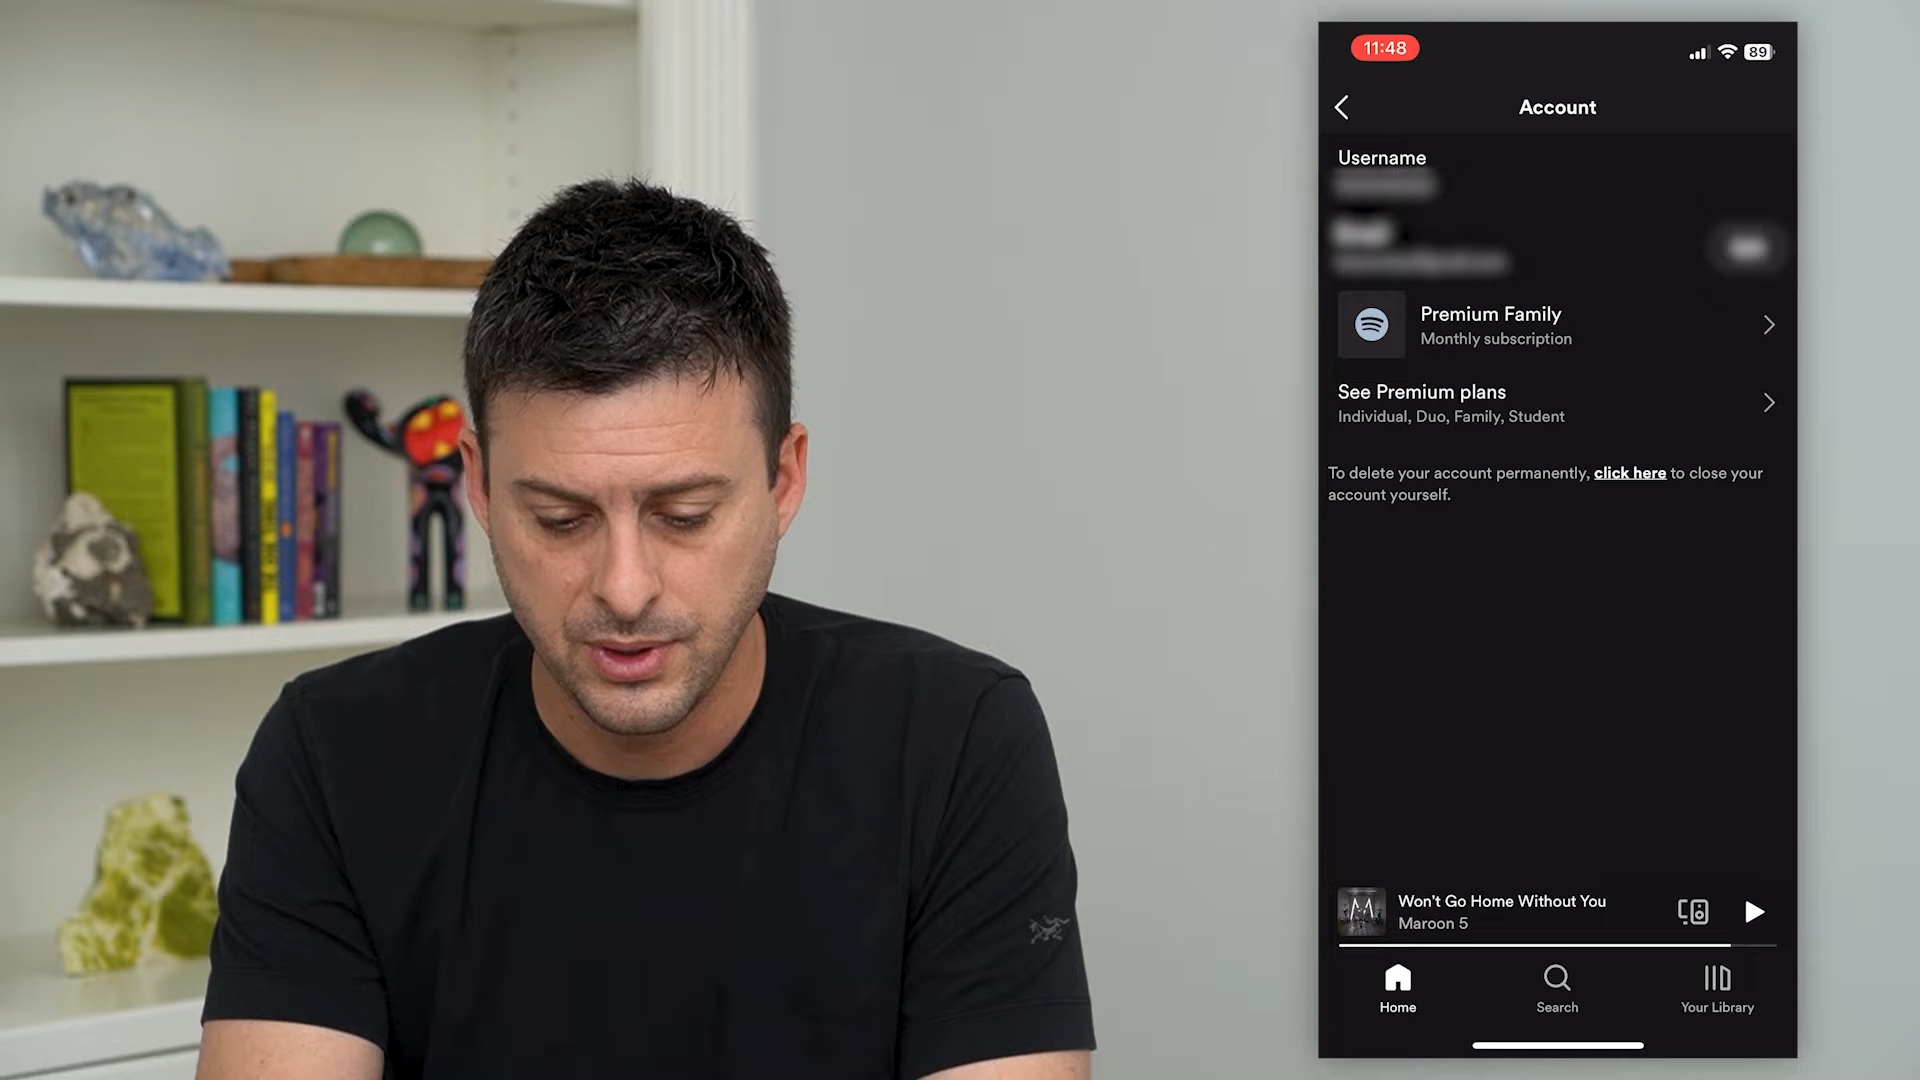 11:48
89
Account
Username
Premium Family
Monthly subscription
See Premium plans
Individual, Duo, Family, Student
To delete your account permanently, click here to close your
account yourself.
Won't Go Home Without You
Maroon 5
Home
Search
Your Library